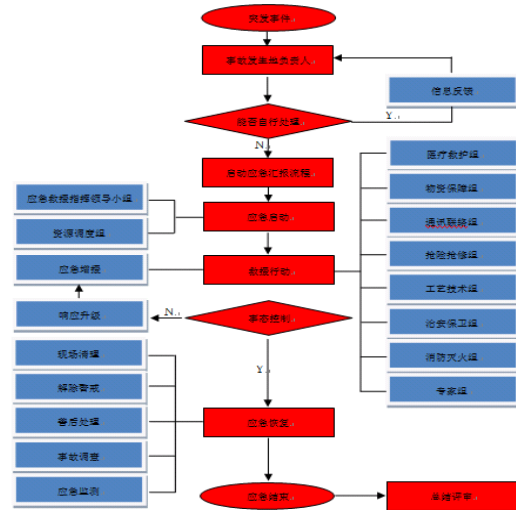 突发事件
事故发生地负责人
信息反馈
能否自行处理
Y
N
启动应急汇报流程
医疗救护组
应急救援指挥领导小组
物资保障组
应急启动
通讯联络组
资源调度组
抢险抢修组
应急增援
救援行动
工艺技术组
响应升级
N
事态控制
治安保卫组
消防灭火组
现场清理
Y
专家组
解除警戒
善后处理
应急恢复
事故调查
应急监测
应急结束
总结评审